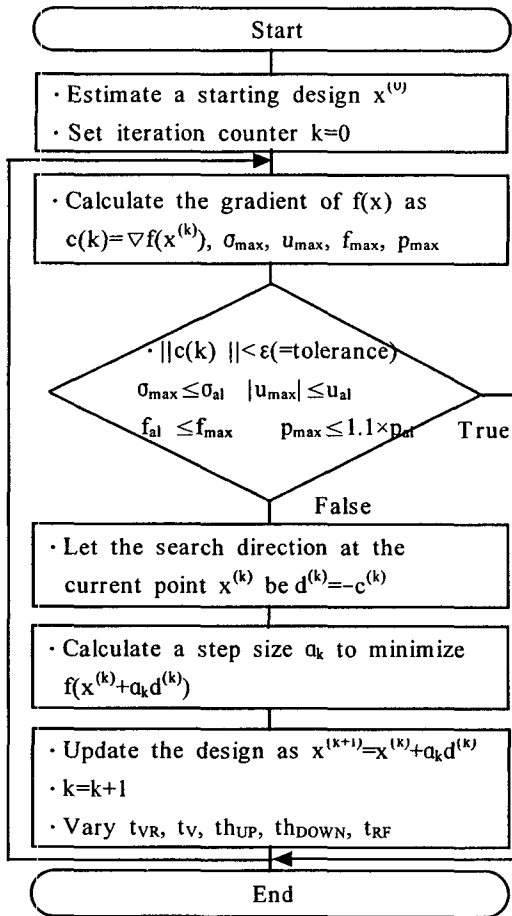 Start
· Estimate a starting design x⁽⁰⁾
· Set iteration counter k=0
· Calculate the gradient of f(x) as
c(k)=▽f(x⁽ᵏ⁾), σmax, umax, fmax, pmax
· ||c(k) ||<ε(=tolerance)
σmax≤σal |umax|≤ual
fal ≤fmax pmax≤1.1×pal
True
False
· Let the search direction at the
current point x⁽ᵏ⁾ be d⁽ᵏ⁾=−c⁽ᵏ⁾
· Calculate a step size αk to minimize
f(x⁽ᵏ⁾+αkd⁽ᵏ⁾)
· Update the design as x⁽ᵏ⁺¹⁾=x⁽ᵏ⁾+αkd⁽ᵏ⁾
· k=k+1
· Vary tVR, tV, thUP, thDOWN, tRF
End